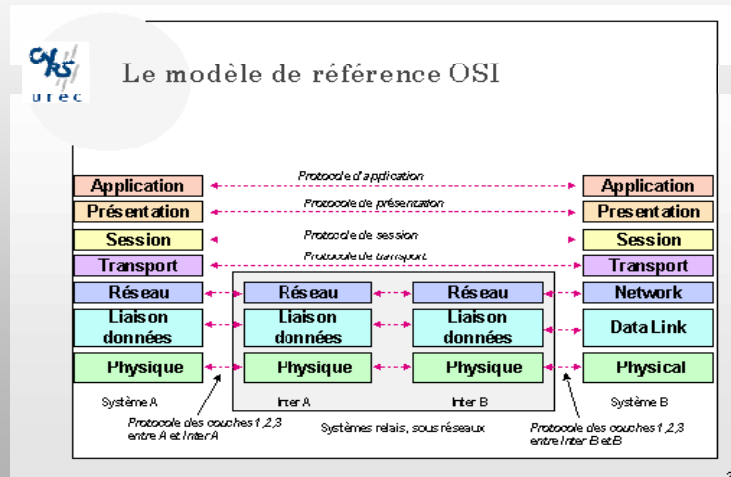 CNRS
urec
Le modèle de référence OSI
Protocole d'application
Application
Application
Protocole de présentation
Présentation
Presentation
Protocole de session
Session
Session
Protocole de transport
Transport
Transport
Réseau
Réseau
Réseau
Network
Liaison
données
Liaison
données
Liaison
données
Data Link
Physique
Physique
Physique
Physical
Système A
Inter A
Inter B
Système B
Protocole des couches 1,2,3
entre A et Inter A
Systèmes relais, sous réseaux
Protocole des couches 1,2,3
entre Inter B et B